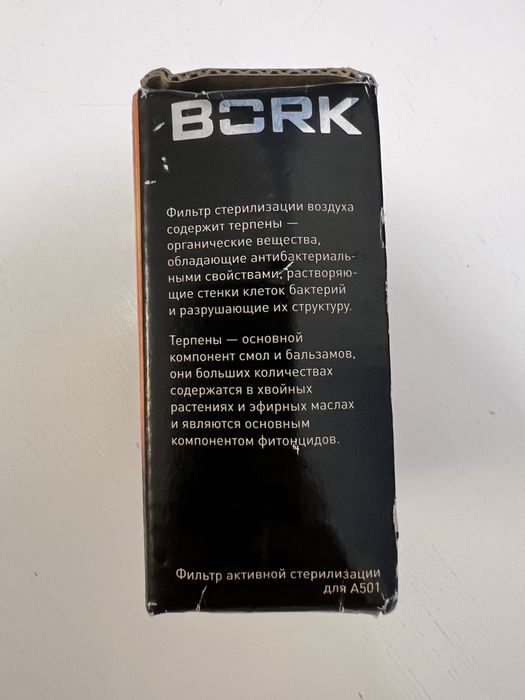 BORK
Фильтр стерилизации воздуха
содержит терпены —
органические вещества,
обладающие антибактериаль-
ными свойствами, растворяю-
щие стенки клеток бактерий
и разрушающие их структуру.
Терпены — основной
компонент смол и бальзамов,
они больших количествах
содержатся в хвойных
растениях и эфирных маслах
и являются основным
компонентом фитонцидов.
Фильтр активной стерилизации
для А501